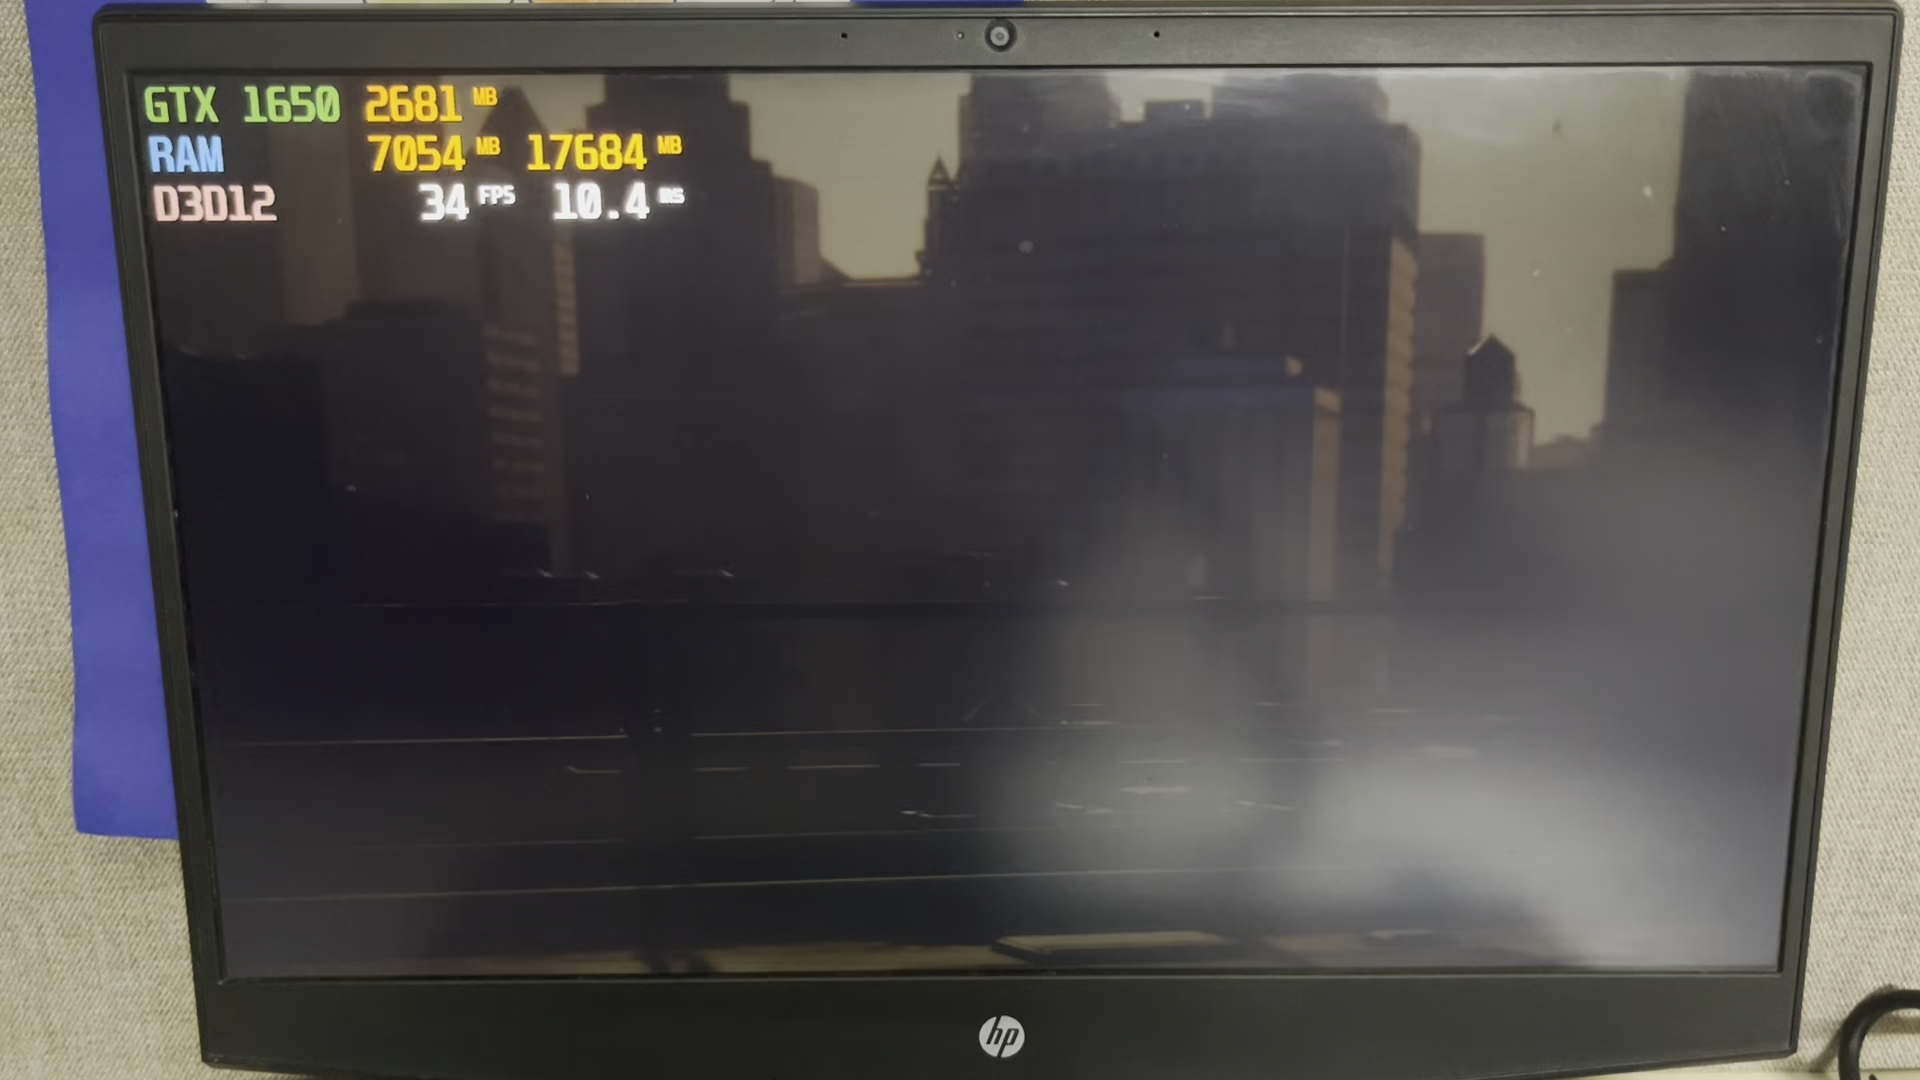 GTX 1650 2681 MB
RAM 7054 MB 17684 MB
D3D12 34 FPS 10.4 ms
hp